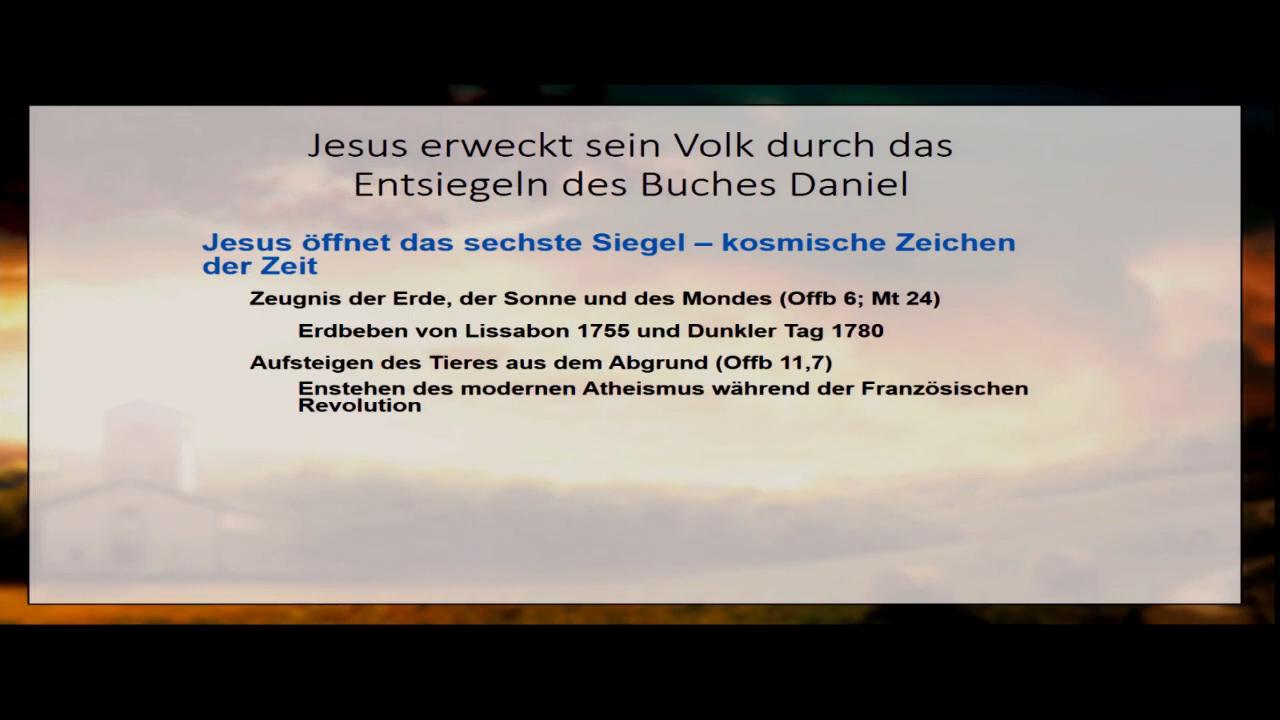 Jesus erweckt sein Volk durch das
Entsiegeln des Buches Daniel
Jesus öffnet das sechste Siegel – kosmische Zeichen
der Zeit
Zeugnis der Erde, der Sonne und des Mondes (Offb 6; Mt 24)
Erdbeben von Lissabon 1755 und Dunkler Tag 1780
Aufsteigen des Tieres aus dem Abgrund (Offb 11,7)
Enstehen des modernen Atheismus während der Französischen
Revolution